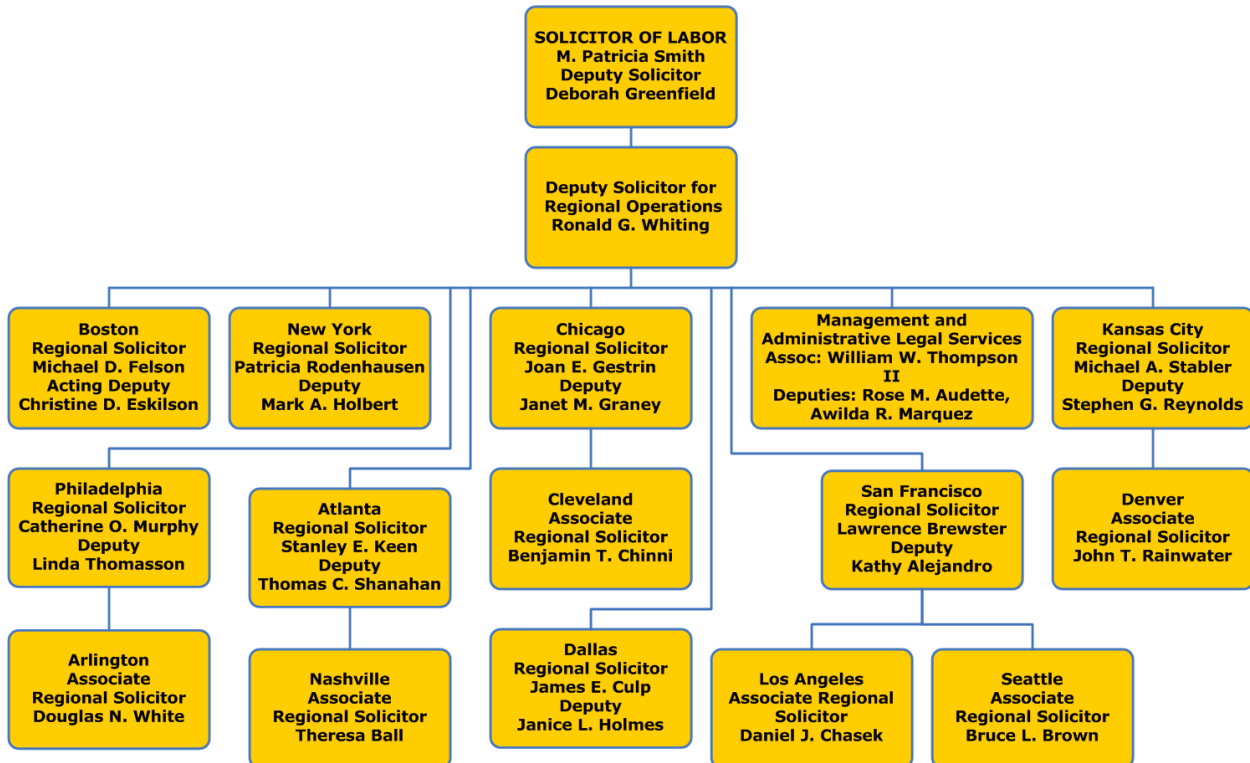 SOLICITOR OF LABOR
M. Patricia Smith
Deputy Solicitor
Deborah Greenfield
Deputy Solicitor for
Regional Operations
Ronald G. Whiting
Boston
Regional Solicitor
Michael D. Felson
Acting Deputy
Christine D. Eskilson
New York
Regional Solicitor
Patricia Rodenhausen
Deputy
Mark A. Holbert
Chicago
Regional Solicitor
Joan E. Gestrin
Deputy
Janet M. Graney
Management and
Administrative Legal Services
Assoc: William W. Thompson
II
Deputies: Rose M. Audette,
Awilda R. Marquez
Kansas City
Regional Solicitor
Michael A. Stabler
Deputy
Stephen G. Reynolds
Philadelphia
Regional Solicitor
Catherine O. Murphy
Deputy
Linda Thomasson
Atlanta
Regional Solicitor
Stanley E. Keen
Deputy
Thomas C. Shanahan
Cleveland
Associate
Regional Solicitor
Benjamin T. Chinni
San Francisco
Regional Solicitor
Lawrence Brewster
Deputy
Kathy Alejandro
Denver
Associate
Regional Solicitor
John T. Rainwater
Arlington
Associate
Regional Solicitor
Douglas N. White
Nashville
Associate
Regional Solicitor
Theresa Ball
Dallas
Regional Solicitor
James E. Culp
Deputy
Janice L. Holmes
Los Angeles
Associate Regional
Solicitor
Daniel J. Chasek
Seattle
Associate
Regional Solicitor
Bruce L. Brown